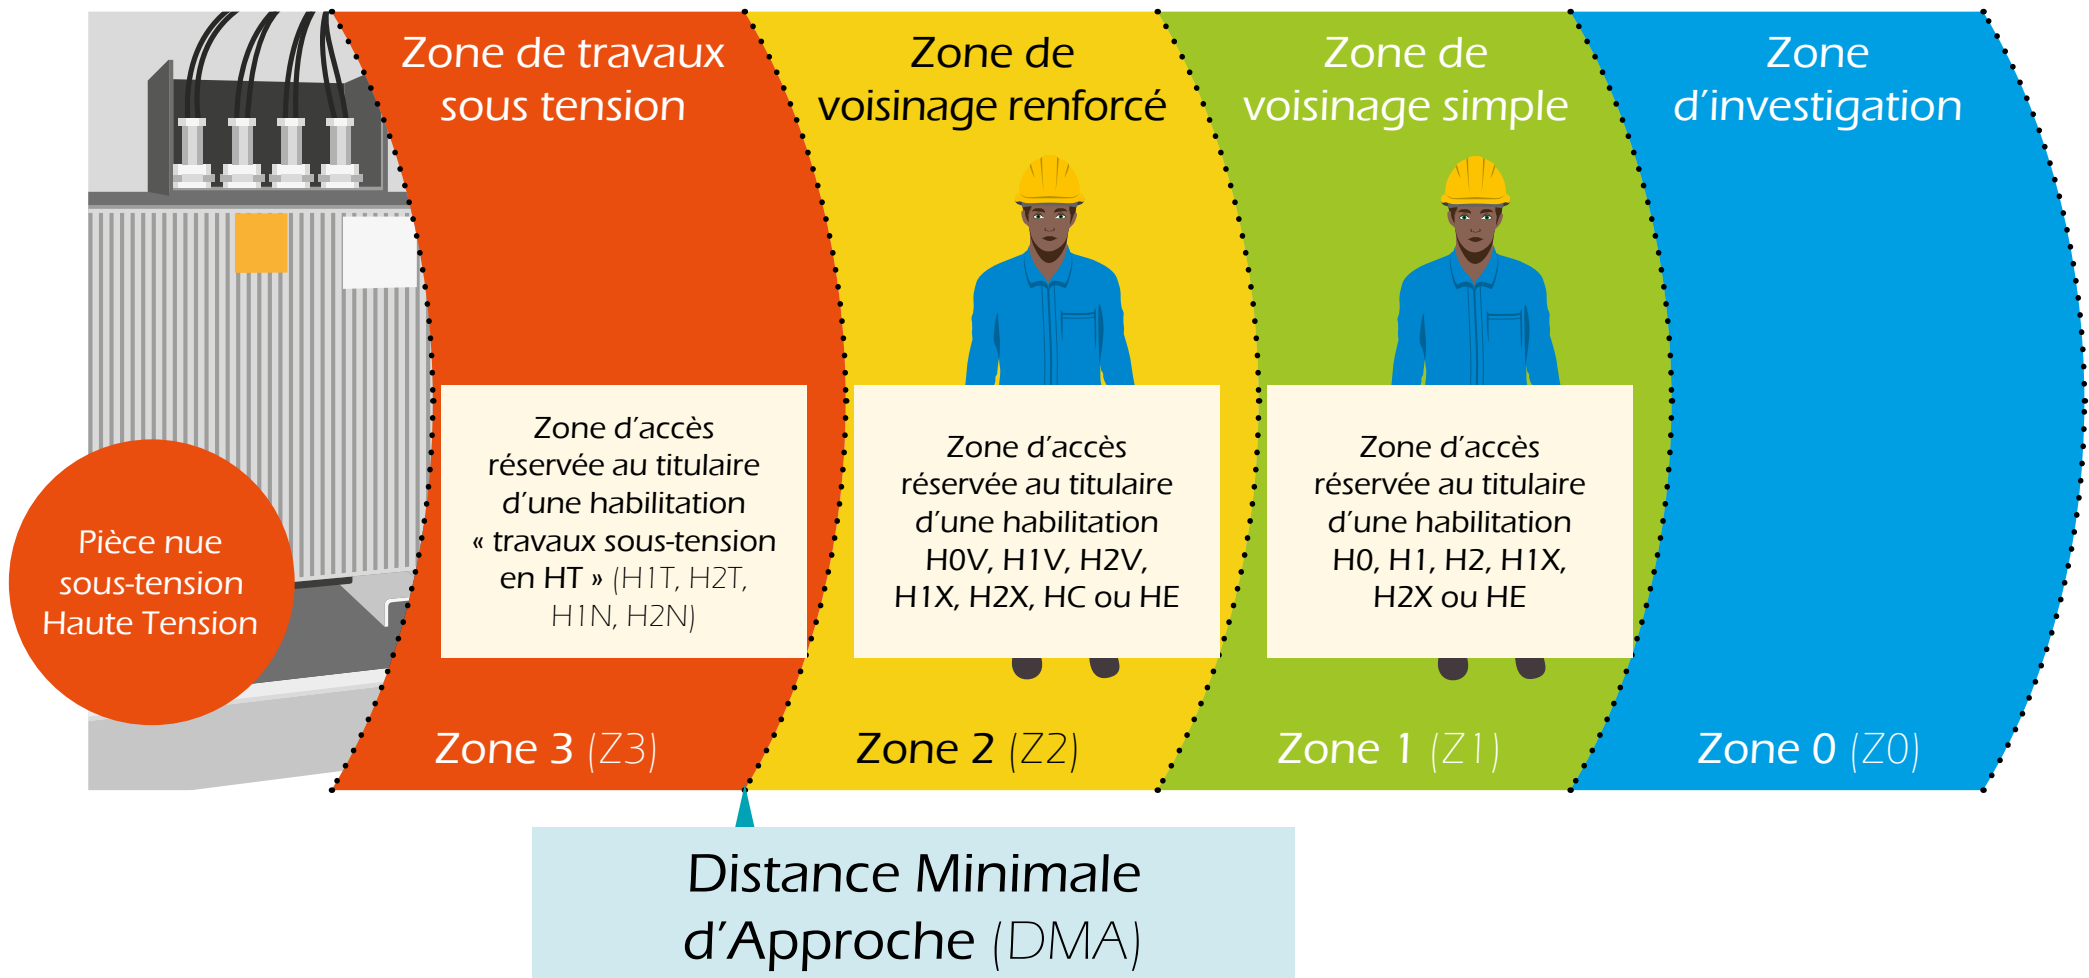 Zone de travaux
sous tension
Zone de
voisinage renforcé
Zone de
voisinage simple
Zone
d'investigation
Pièce nue
sous-tension
Haute Tension
Zone d'accès
réservée au titulaire
d'une habilitation
« travaux sous-tension
en HT » (H1T, H2T,
H1N, H2N)
Zone d'accès
réservée au titulaire
d'une habilitation
H0V, H1V, H2V,
H1X, H2X, HC ou HE
Zone d'accès
réservée au titulaire
d'une habilitation
H0, H1, H2, H1X,
H2X ou HE
Zone 3 (Z3)
Zone 2 (Z2)
Zone 1 (Z1)
Zone 0 (Z0)
Distance Minimale
d'Approche (DMA)